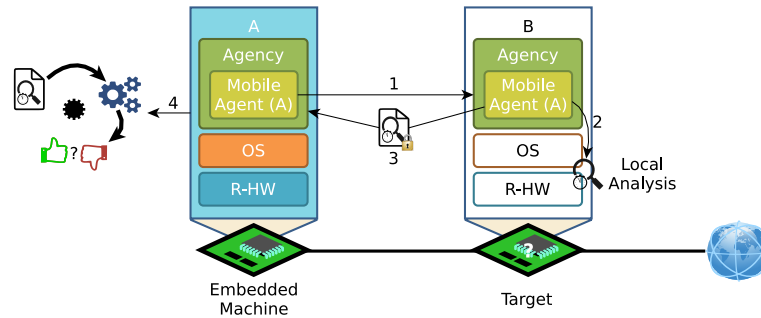 A
B
Agency
Agency
Mobile
Agent (A)
1
Mobile
Agent (A)
4
2
3
?
OS
OS
R-HW
R-HW
Local
Analysis
?
Embedded
Machine
Target